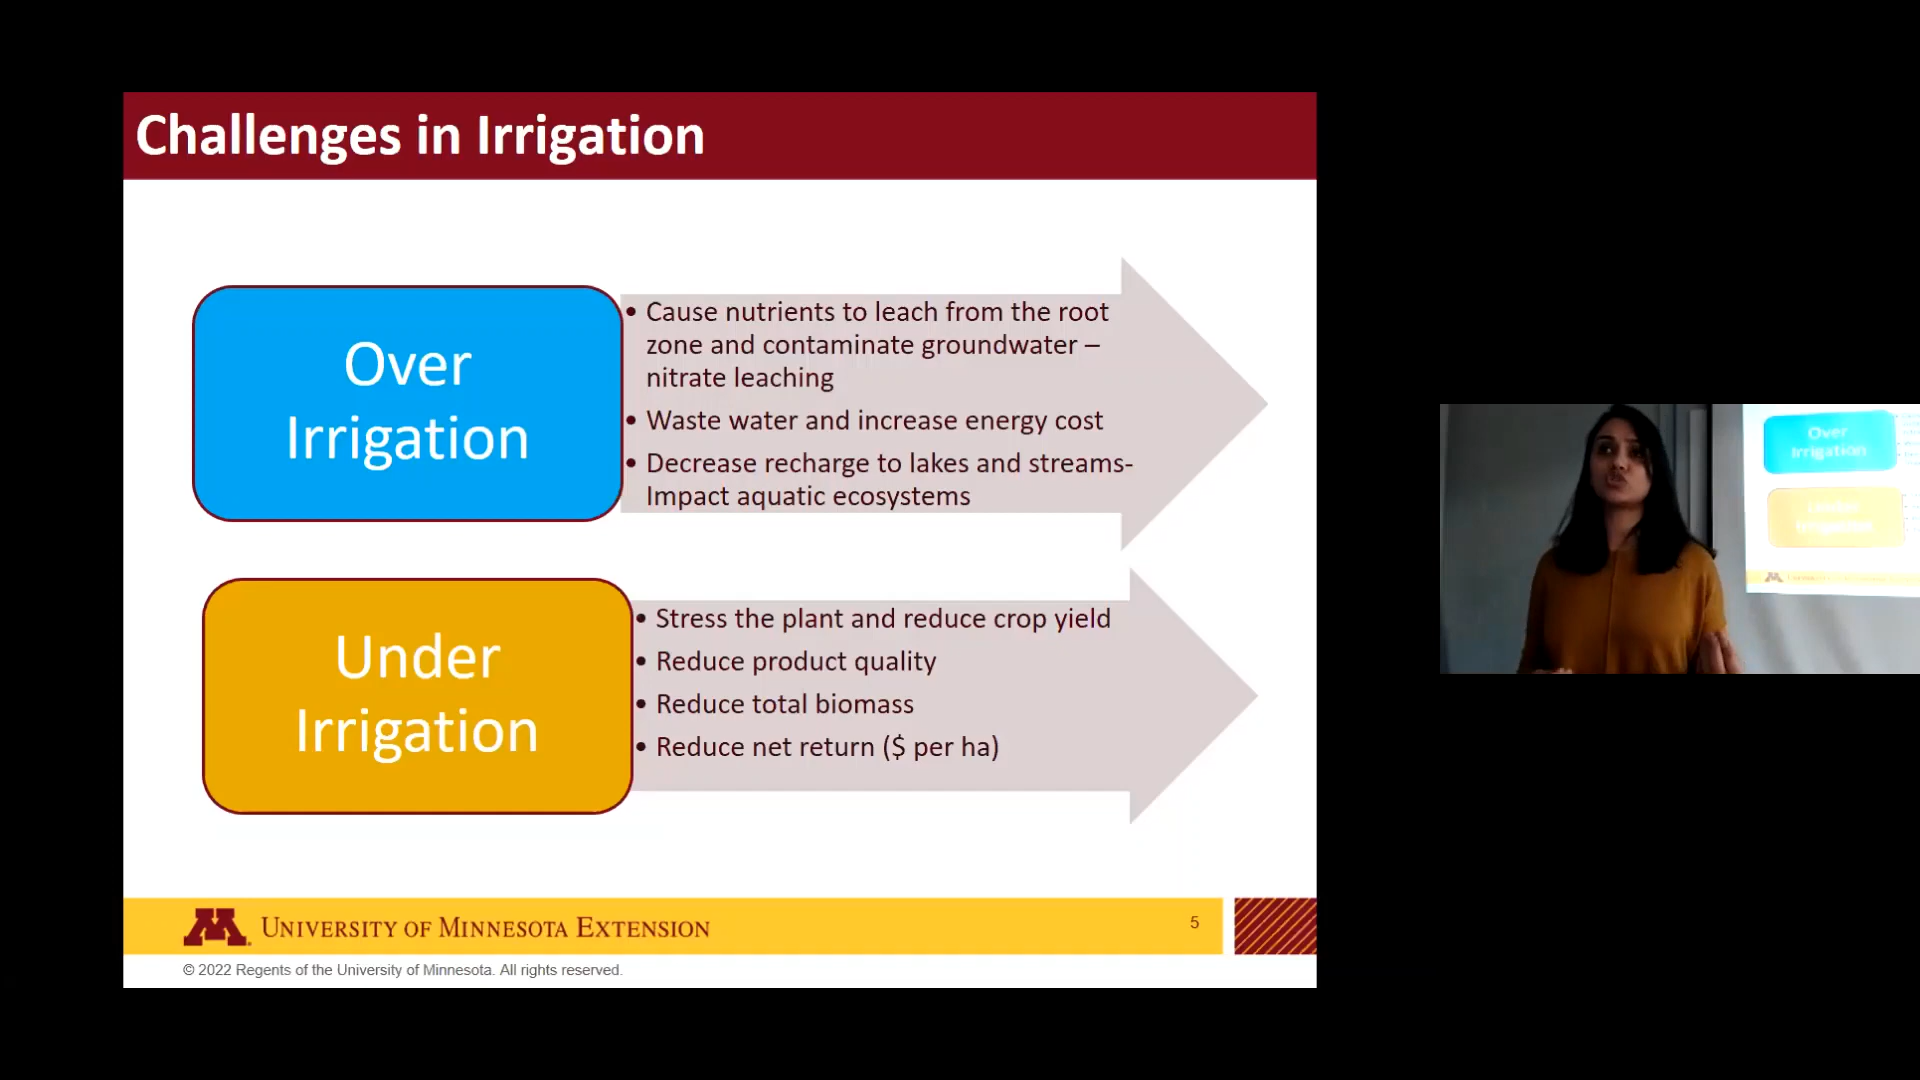 Challenges in Irrigation
Over
Irrigation
• Cause nutrients to leach from the root
zone and contaminate groundwater –
nitrate leaching
• Waste water and increase energy cost
• Decrease recharge to lakes and streams-
Impact aquatic ecosystems
Under
Irrigation
• Stress the plant and reduce crop yield
• Reduce product quality
• Reduce total biomass
• Reduce net return ($ per ha)
M UNIVERSITY OF MINNESOTA EXTENSION
5
© 2022 Regents of the University of Minnesota. All rights reserved.
Over
Irrigation